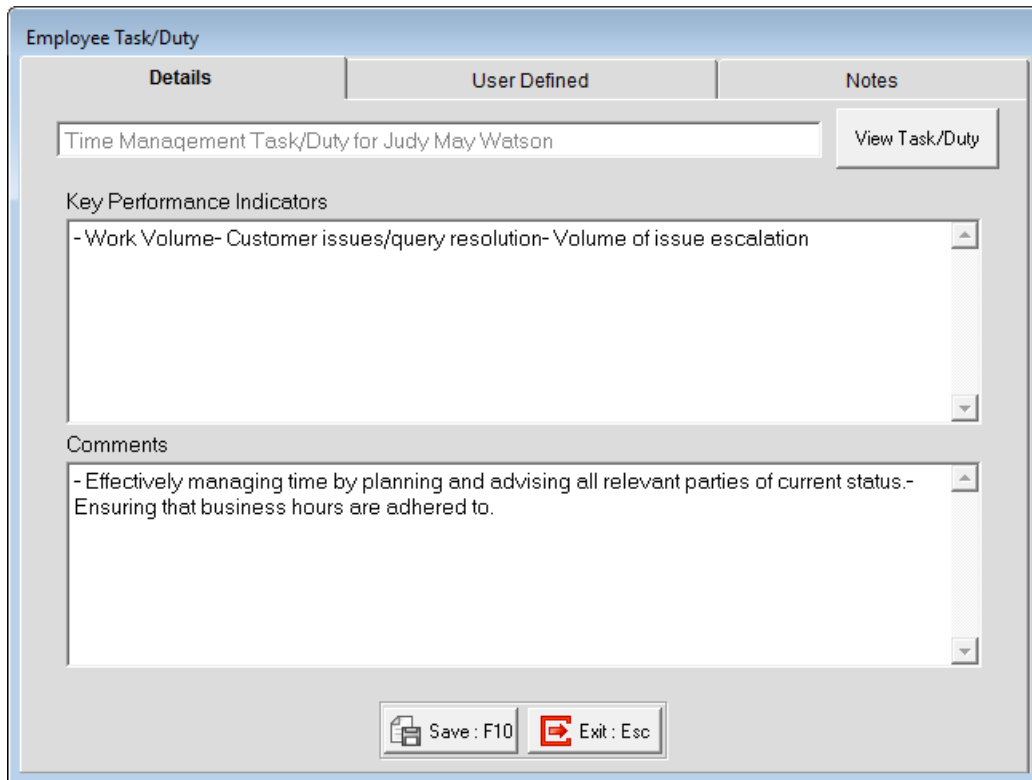 Employee Task/Duty
Details
User Defined
Notes
Time Management Task/Duty for Judy May Watson
View Task/Duty
Key Performance Indicators
- Work Volume- Customer issues/query resolution- Volume of issue escalation
Comments
- Effectively managing time by planning and advising all relevant parties of current status.-
Ensuring that business hours are adhered to.
Save : F10
Exit : Esc